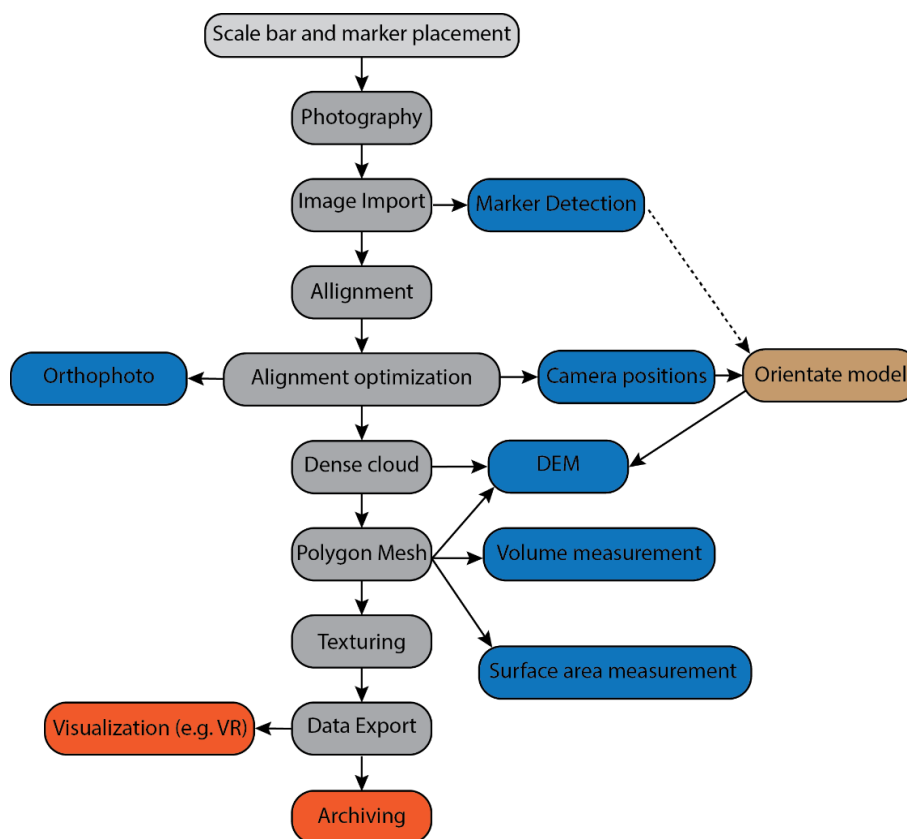 Scale bar and marker placement
Photography
Image Import
Marker Detection
Allignment
Orthophoto
Alignment optimization
Camera positions
Orientate model
Dense cloud
DEM
Polygon Mesh
Volume measurement
Texturing
Surface area measurement
Visualization (e.g. VR)
Data Export
Archiving